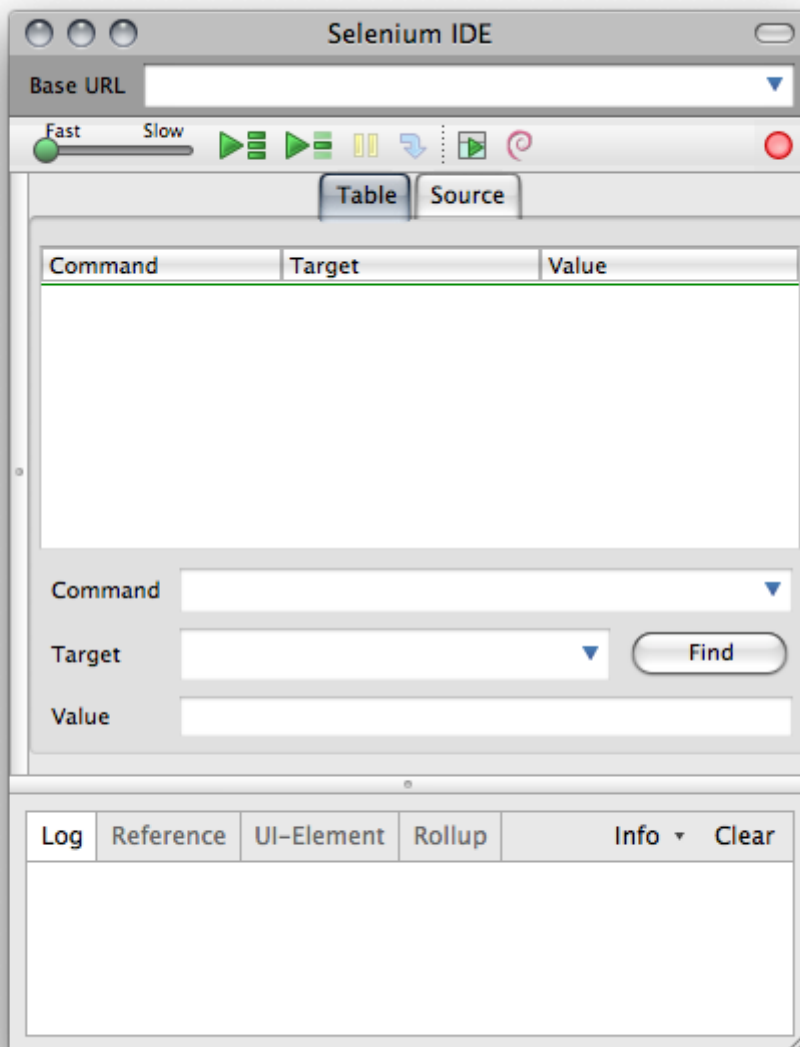 Selenium IDE
Base URL
Fast Slow
Table Source
Command Target Value
Command
Target Find
Value
Log Reference UI-Element Rollup Info Clear